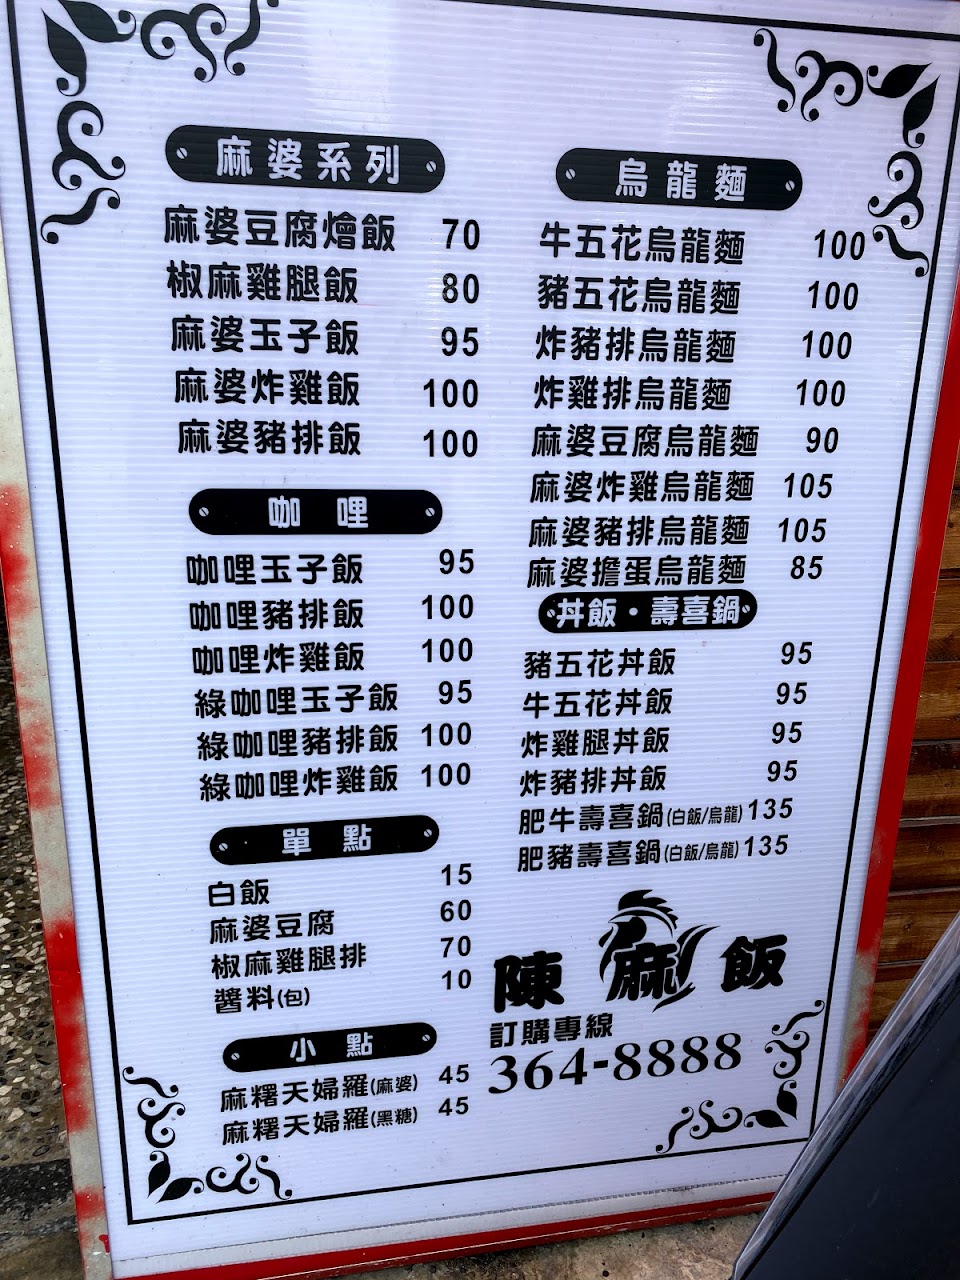 麻婆系列
麻婆豆腐燴飯 70
椒麻雞腿飯 80
麻婆玉子飯 95
麻婆炸雞飯 100
麻婆豬排飯 100
咖哩
咖哩玉子飯 95
咖哩豬排飯 100
咖哩炸雞飯 100
綠咖哩玉子飯 95
綠咖哩豬排飯 100
綠咖哩炸雞飯 100
單點
白飯 15
麻婆豆腐 60
椒麻雞腿排 70
醬料(包) 10
小點
麻糬天婦羅(麻婆) 45
麻糬天婦羅(黑糖) 45
烏龍麵
牛五花烏龍麵 100
豬五花烏龍麵 100
炸豬排烏龍麵 100
炸雞排烏龍麵 100
麻婆豆腐烏龍麵 90
麻婆炸雞烏龍麵 105
麻婆豬排烏龍麵 105
麻婆擔蛋烏龍麵 85
丼飯・壽喜鍋
豬五花丼飯 95
牛五花丼飯 95
炸雞腿丼飯 95
炸豬排丼飯 95
肥牛壽喜鍋(白飯/烏龍) 135
肥豬壽喜鍋(白飯/烏龍) 135
陳麻飯
訂購專線
364-8888